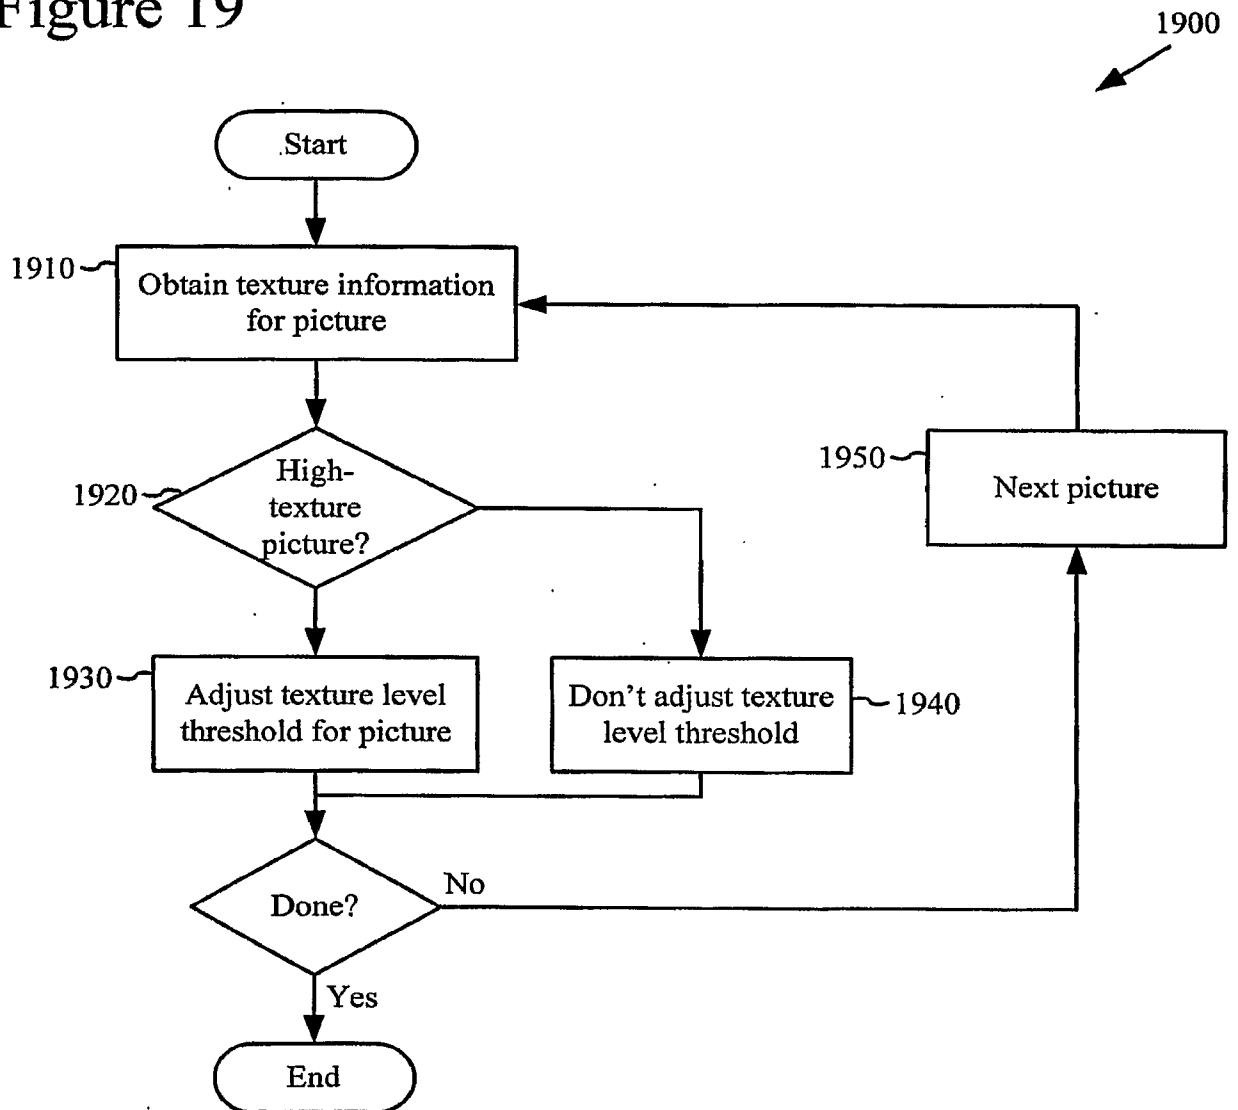 Figure 19
1900
Start
1910
Obtain texture information
for picture
1920
High-
texture
picture?
1950
Next picture
1930
Adjust texture level
threshold for picture
Don't adjust texture
level threshold
1940
Done?
No
Yes
End